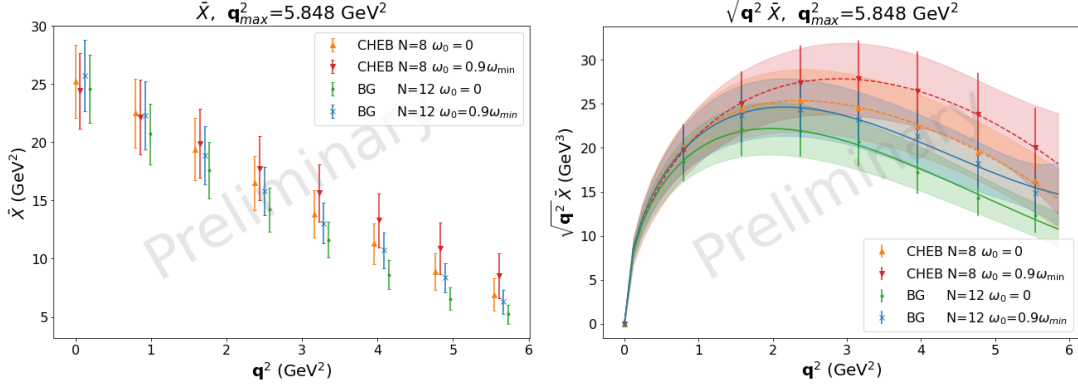 X̄, q²max=5.848 GeV²
X̄ (GeV²)
30
25
20
15
10
5
0 1 2 3 4 5 6
q² (GeV²)
CHEB N=8 ω₀ = 0
CHEB N=8 ω₀ = 0.9ωmin
BG N=12 ω₀ = 0
BG N=12 ω₀=0.9ωmin
Preliminary
√q² X̄, q²max=5.848 GeV²
√q² X̄ (GeV³)
30
25
20
15
10
5
0
0 1 2 3 4 5 6
q² (GeV²)
CHEB N=8 ω₀ = 0
CHEB N=8 ω₀ = 0.9ωmin
BG N=12 ω₀ = 0
BG N=12 ω₀=0.9ωmin
Preliminary